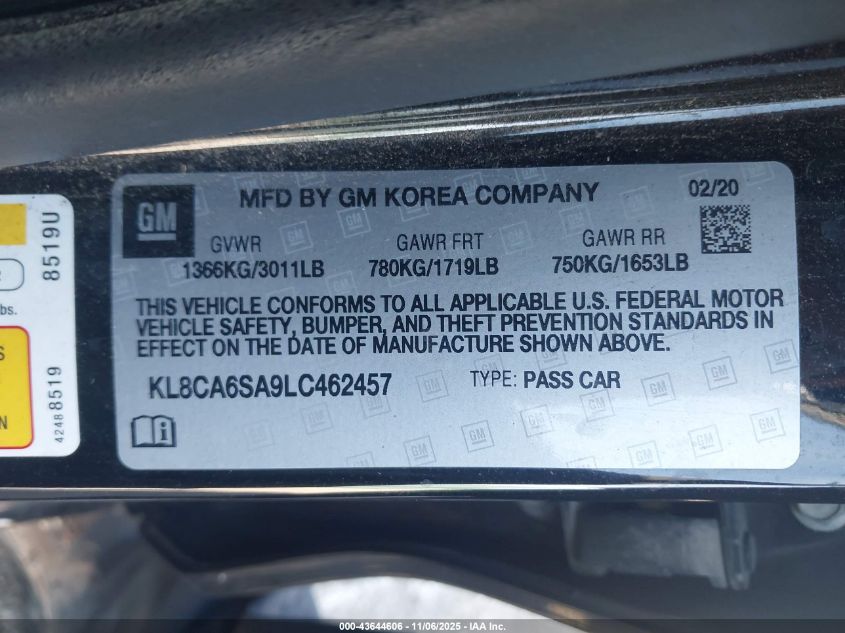 MFD BY GM KOREA COMPANY
02/20
GM
GVWR
GAWR FRT
GAWR RR
1366KG/3011LB
780KG/1719LB
750KG/1653LB
THIS VEHICLE CONFORMS TO ALL APPLICABLE U.S. FEDERAL MOTOR
VEHICLE SAFETY, BUMPER, AND THEFT PREVENTION STANDARDS IN
EFFECT ON THE DATE OF MANUFACTURE SHOWN ABOVE.
KL8CA6SA9LC462457
TYPE: PASS CAR
8519U
bs.
S
N
42488519
000-43644606 - 11/06/2025 - IAA Inc.